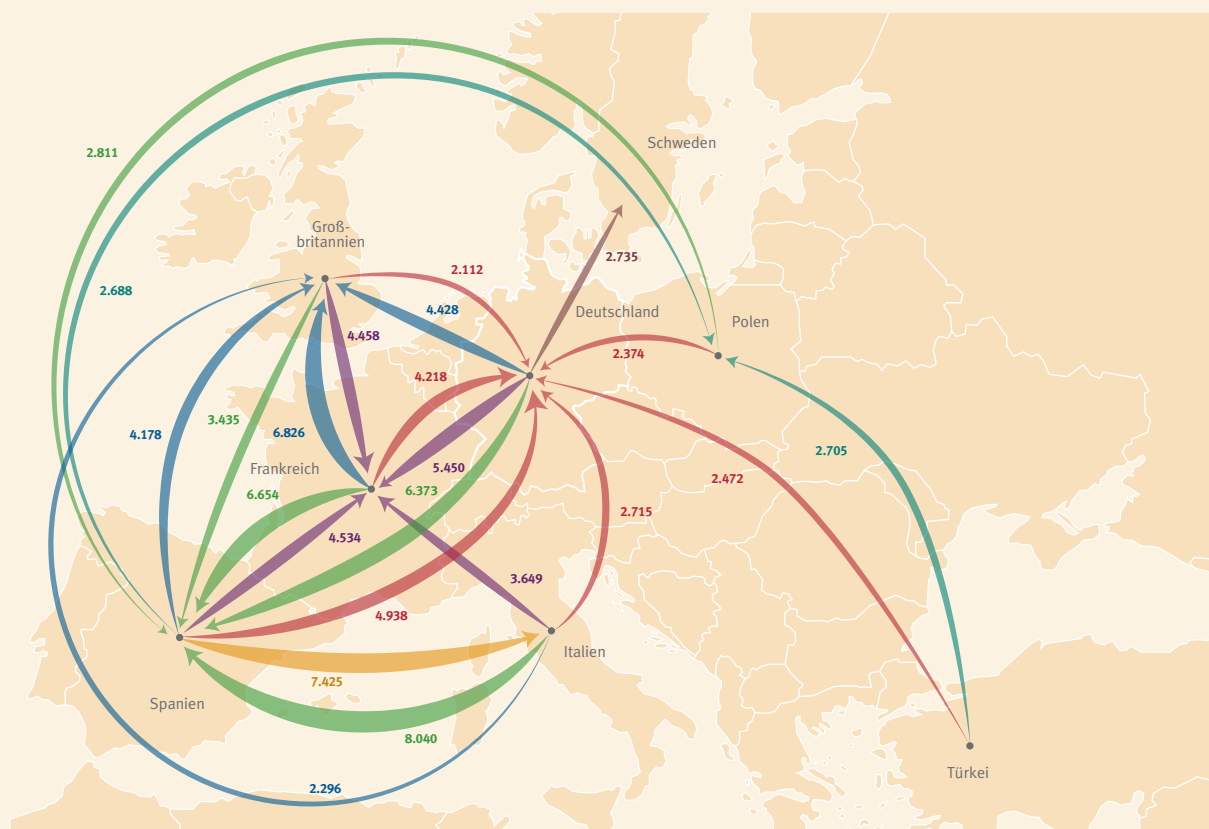 Schweden
2.811
Groß-
britannien
2.735
2.112
2.688
4.428
Deutschland
Polen
4.458
2.374
4.218
3.435
4.178
6.826
2.705
Frankreich
5.450
2.472
6.654
6.373
2.715
4.534
3.649
4.938
Italien
7.425
Spanien
8.040
Türkei
2.296